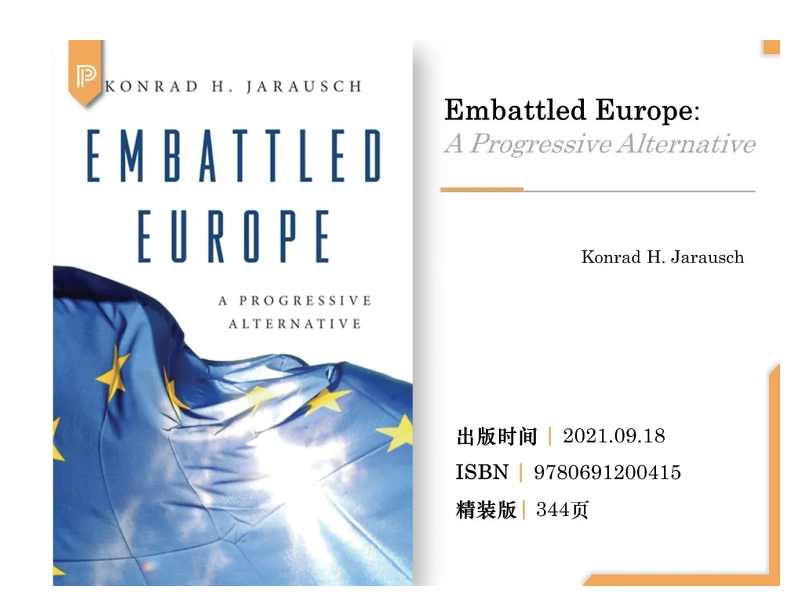 KONRAD H. JARAUSCH
EMBATTLED
EUROPE
A PROGRESSIVE
ALTERNATIVE
Embattled Europe:
A Progressive Alternative
Konrad H. Jarausch
出版时间 | 2021.09.18
ISBN | 9780691200415
精装版 | 344页